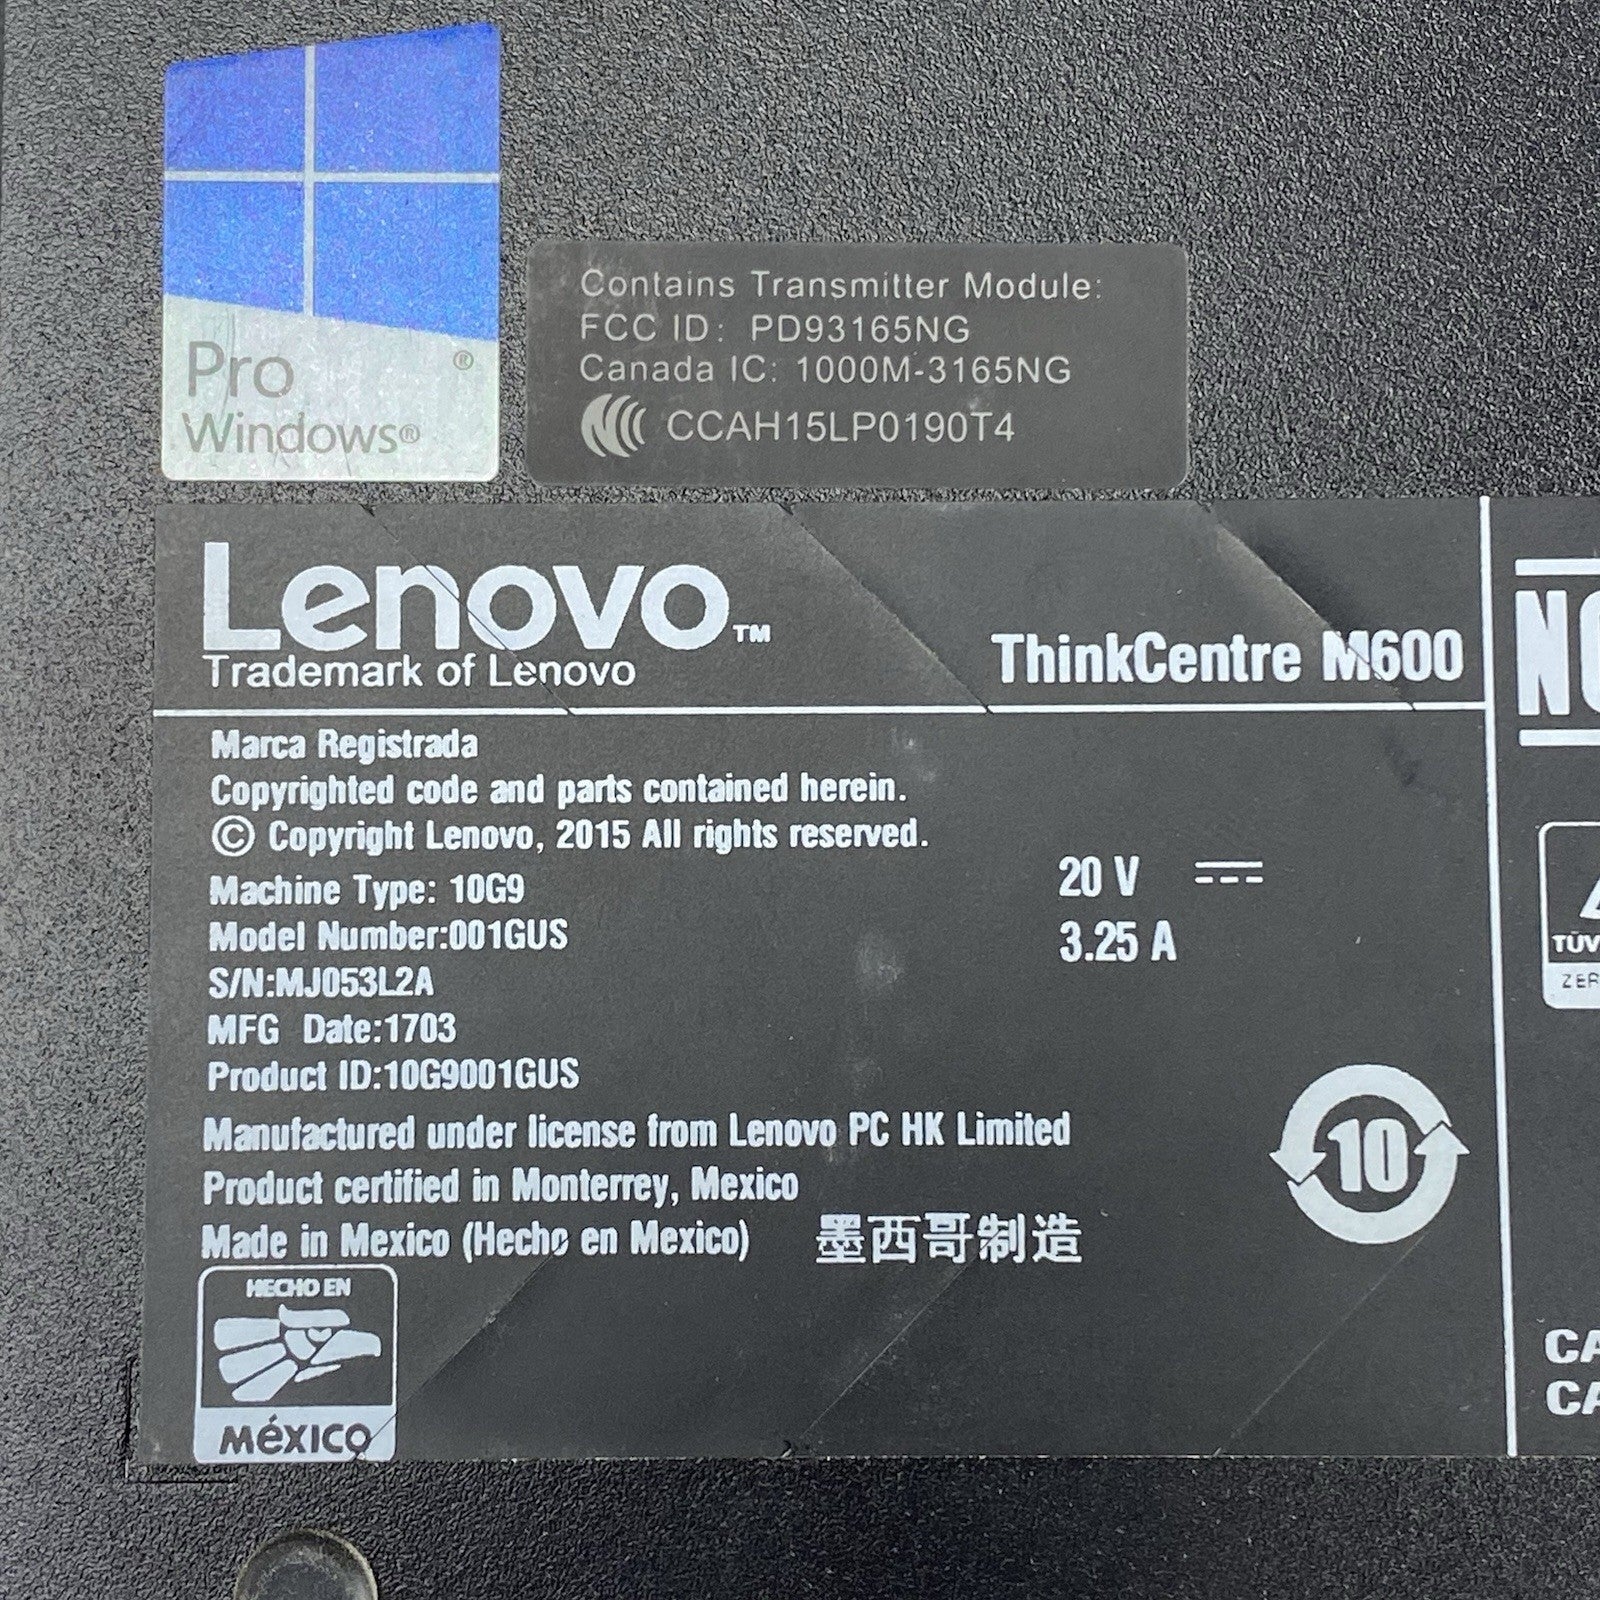 Pro ®
Windows®
Contains Transmitter Module:
FCC ID: PD93165NG
Canada IC: 1000M-3165NG
CCAH15LP0190T4
Lenovo™
Trademark of Lenovo
ThinkCentre M600
Marca Registrada
Copyrighted code and parts contained herein.
© Copyright Lenovo, 2015 All rights reserved.
Machine Type: 10G9
Model Number:001GUS
S/N:MJ053L2A
MFG Date:1703
Product ID:10G9001GUS
20 V
3.25 A
Manufactured under license from Lenovo PC HK Limited
Product certified in Monterrey, Mexico
Made in Mexico (Hecho en Mexico) 墨西哥制造
10
HECHO EN
MÉXICO
TÜV